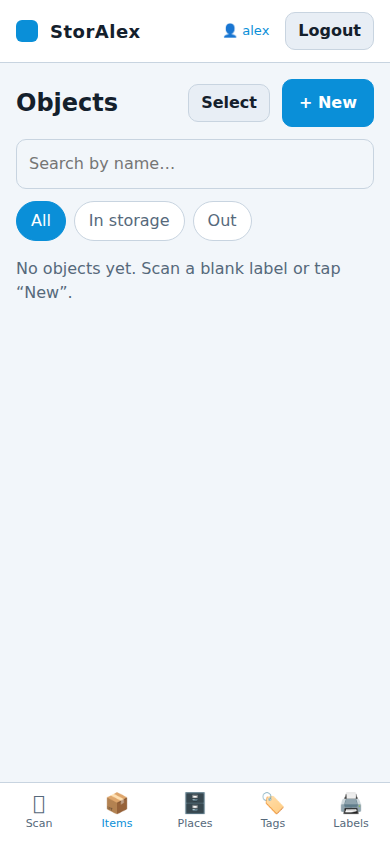 StorAlex
👤 alex
Logout
Objects
Select
+ New
Search by name…
All
In storage
Out
No objects yet. Scan a blank label or tap
“New”.
Scan
Items
Places
Tags
Labels